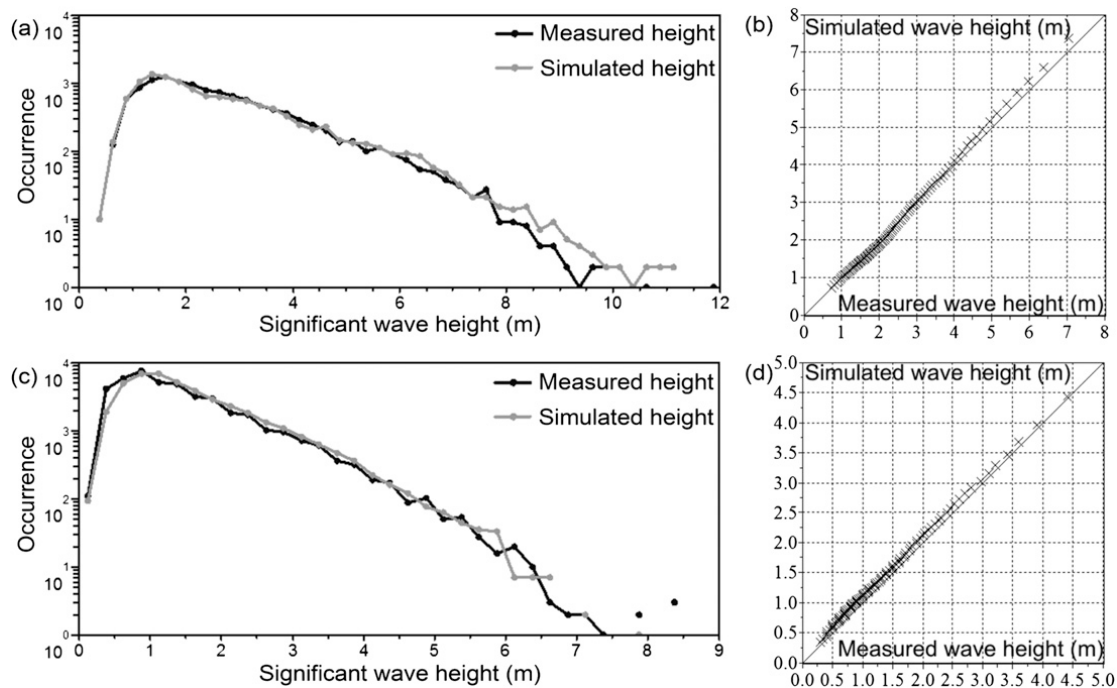 (a)
10 4
10 3
10 2
10 1
10 0
Occurrence
Measured height
Simulated height
0 2 4 6 8 10 12
Significant wave height (m)
(b)
Simulated wave height (m)
8
7
6
5
4
3
2
1
0
Measured wave height (m)
0 1 2 3 4 5 6 7 8
(c)
10 4
10 3
10 2
10 1
10 0
Occurrence
Measured height
Simulated height
0 1 2 3 4 5 6 7 8 9
Significant wave height (m)
(d)
Simulated wave height (m)
5.0
4.5
4.0
3.5
3.0
2.5
2.0
1.5
1.0
0.5
0.0
Measured wave height (m)
0.0 0.5 1.0 1.5 2.0 2.5 3.0 3.5 4.0 4.5 5.0